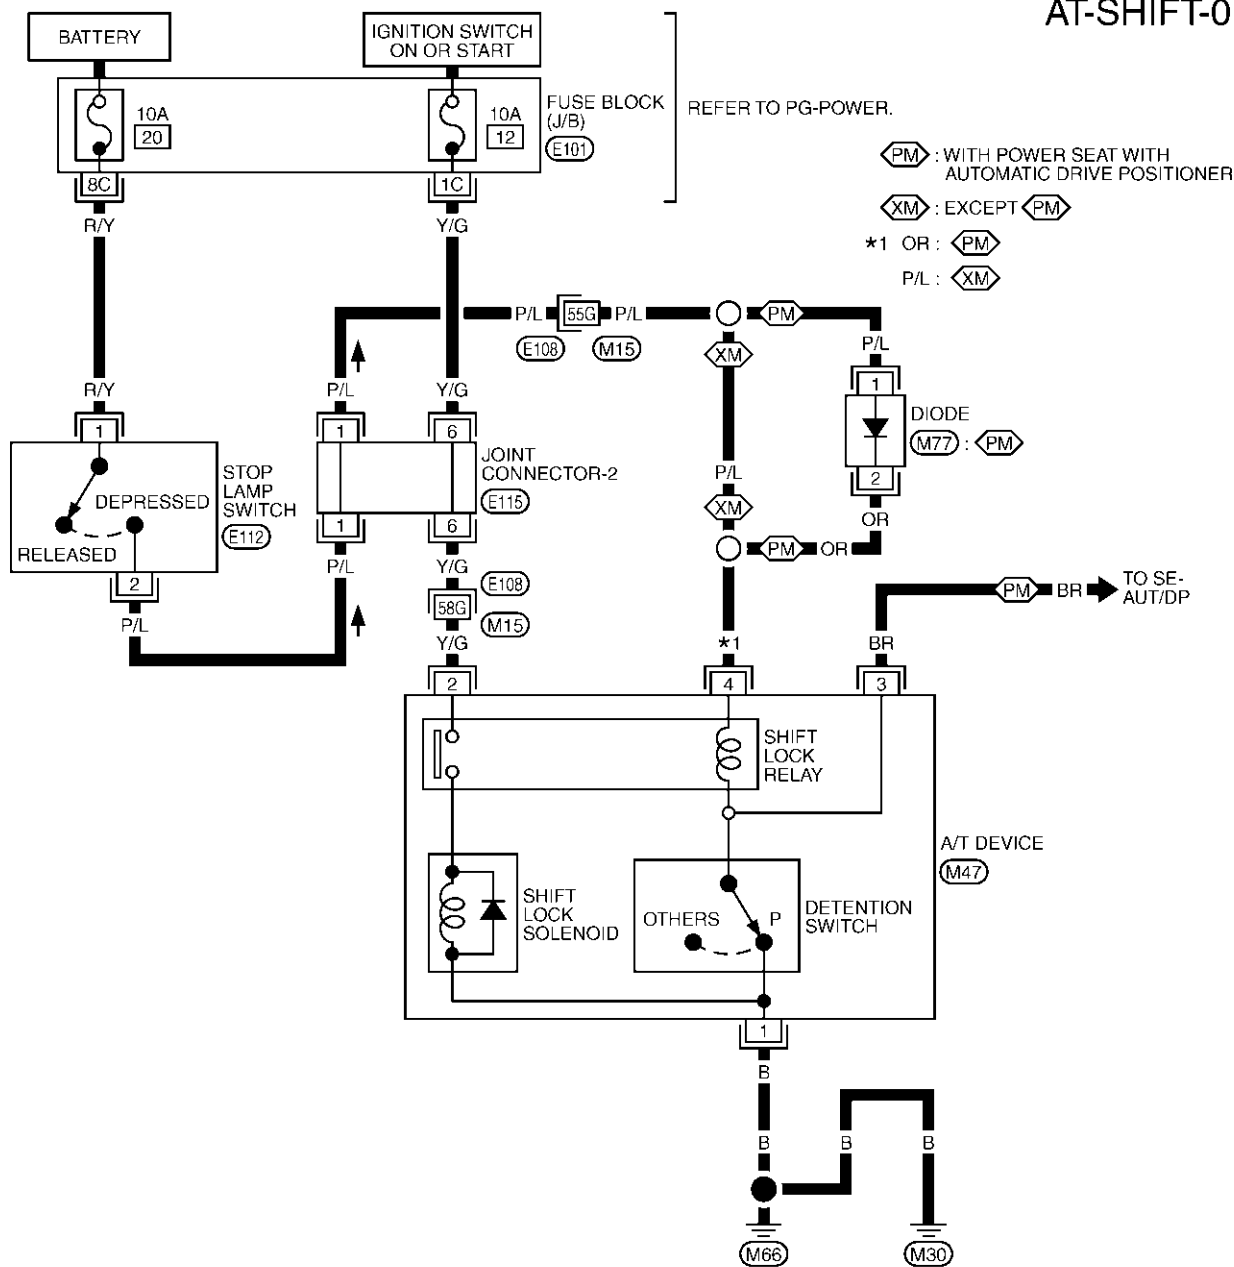 AT-SHIFT-0
BATTERY
IGNITION SWITCH
ON OR START
10A
20
10A
12
FUSE BLOCK
(J/B)
E101
REFER TO PG-POWER.
8C
1C
PM : WITH POWER SEAT WITH
AUTOMATIC DRIVE POSITIONER
XM : EXCEPT PM
*1 OR : PM
P/L : XM
R/Y
Y/G
P/L 55G P/L
PM
E108
M15
XM
P/L
R/Y
P/L
Y/G
1
1
1
6
DIODE
M77 : PM
2
OR
STOP
LAMP
SWITCH
E112
DEPRESSED
RELEASED
JOINT
CONNECTOR-2
E115
P/L
XM
1
6
PM OR
2
P/L
P/L
Y/G
E108
58G
M15
Y/G
PM BR
TO SE-
AUT/DP
*1
BR
2
4
3
SHIFT
LOCK
RELAY
A/T DEVICE
M47
SHIFT
LOCK
SOLENOID
OTHERS
P
DETENTION
SWITCH
1
B
B
B
B
M66
M30